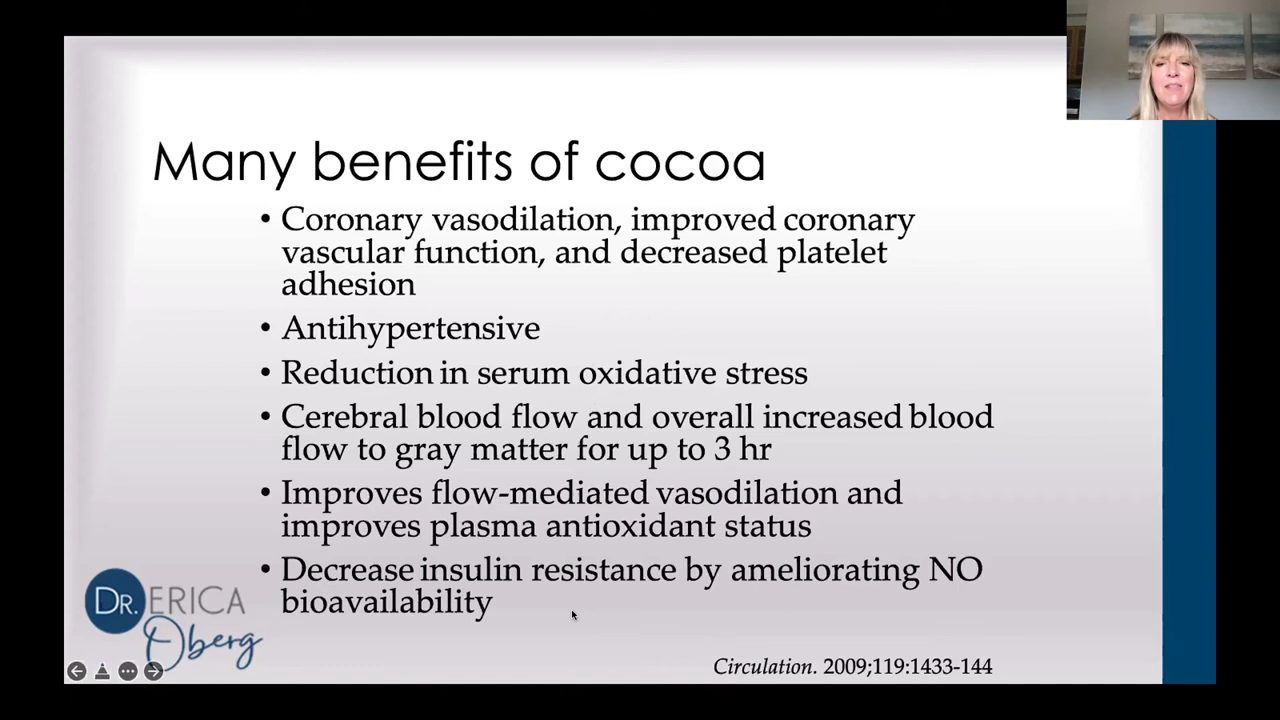 Many benefits of cocoa
• Coronary vasodilation, improved coronary
vascular function, and decreased platelet
adhesion
• Antihypertensive
• Reduction in serum oxidative stress
• Cerebral blood flow and overall increased blood
flow to gray matter for up to 3 hr
• Improves flow-mediated vasodilation and
improves plasma antioxidant status
• Decrease insulin resistance by ameliorating NO
bioavailability
DR. ERICA
Oberg
Circulation. 2009;119:1433-144